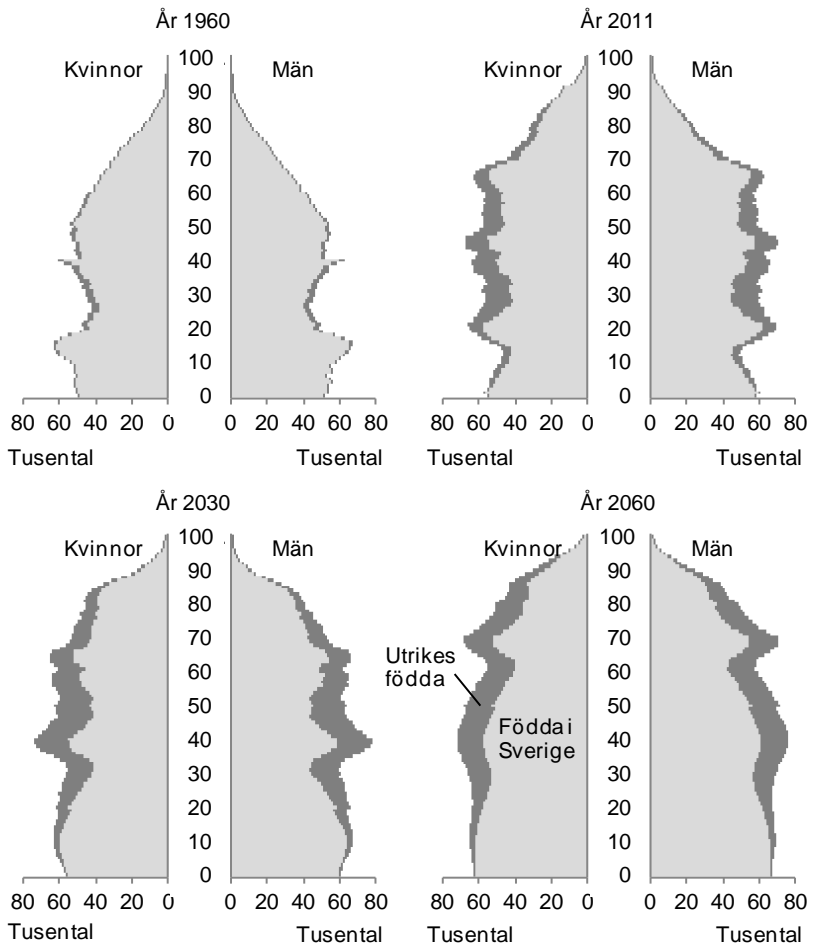 År 1960
Kvinnor
Män
100
90
80
70
60
50
40
30
20
10
0
80 60 40 20 0
0 20 40 60 80
Tusental
Tusental
År 2011
Kvinnor
Män
100
90
80
70
60
50
40
30
20
10
0
80 60 40 20 0
0 20 40 60 80
Tusental
Tusental
År 2030
Kvinnor
Män
100
90
80
70
60
50
40
30
20
10
0
80 60 40 20 0
0 20 40 60 80
Tusental
Tusental
År 2060
Kvinnor
Män
100
90
80
70
60
50
40
30
20
10
0
Utrikes
födda
Födda i
Sverige
80 60 40 20 0
0 20 40 60 80
Tusental
Tusental